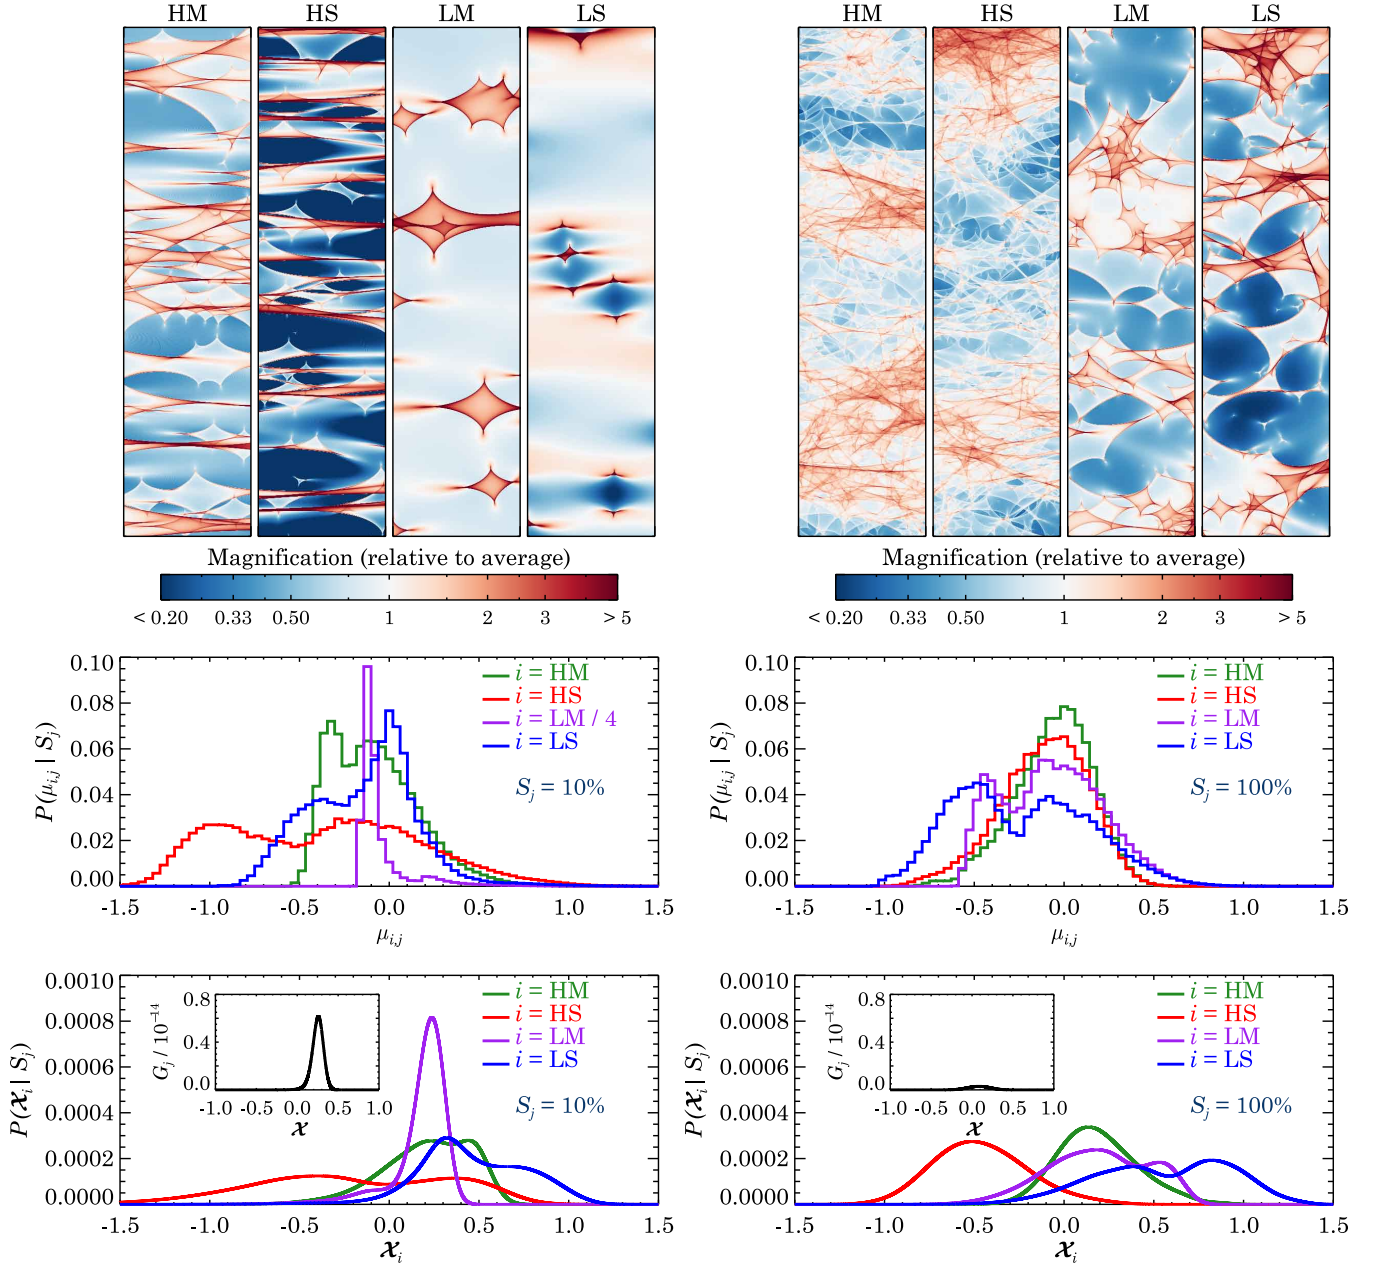 HM HS LM LS
HM HS LM LS
Magnification (relative to average)
< 0.20 0.33 0.50 1 2 3 > 5
Magnification (relative to average)
< 0.20 0.33 0.50 1 2 3 > 5
0.10
0.08
0.06
0.04
0.02
0.00
P(μi,j | Sj)
i = HM
i = HS
i = LM / 4
i = LS
Sj = 10%
-1.5 -1.0 -0.5 0.0 0.5 1.0 1.5
μi,j
0.10
0.08
0.06
0.04
0.02
0.00
P(μi,j | Sj)
i = HM
i = HS
i = LM
i = LS
Sj = 100%
-1.5 -1.0 -0.5 0.0 0.5 1.0 1.5
μi,j
0.0010
0.0008
0.0006
0.0004
0.0002
0.0000
P(𝓧i | Sj)
0.8
0.4
0.0
Gj / 10⁻¹⁴
-1.0 -0.5 0.0 0.5 1.0
𝓧
i = HM
i = HS
i = LM
i = LS
Sj = 10%
-1.5 -1.0 -0.5 0.0 0.5 1.0 1.5
𝓧i
0.0010
0.0008
0.0006
0.0004
0.0002
0.0000
P(𝓧i | Sj)
0.8
0.4
0.0
Gj / 10⁻¹⁴
-1.0 -0.5 0.0 0.5 1.0
𝓧
i = HM
i = HS
i = LM
i = LS
Sj = 100%
-1.5 -1.0 -0.5 0.0 0.5 1.0 1.5
𝓧i